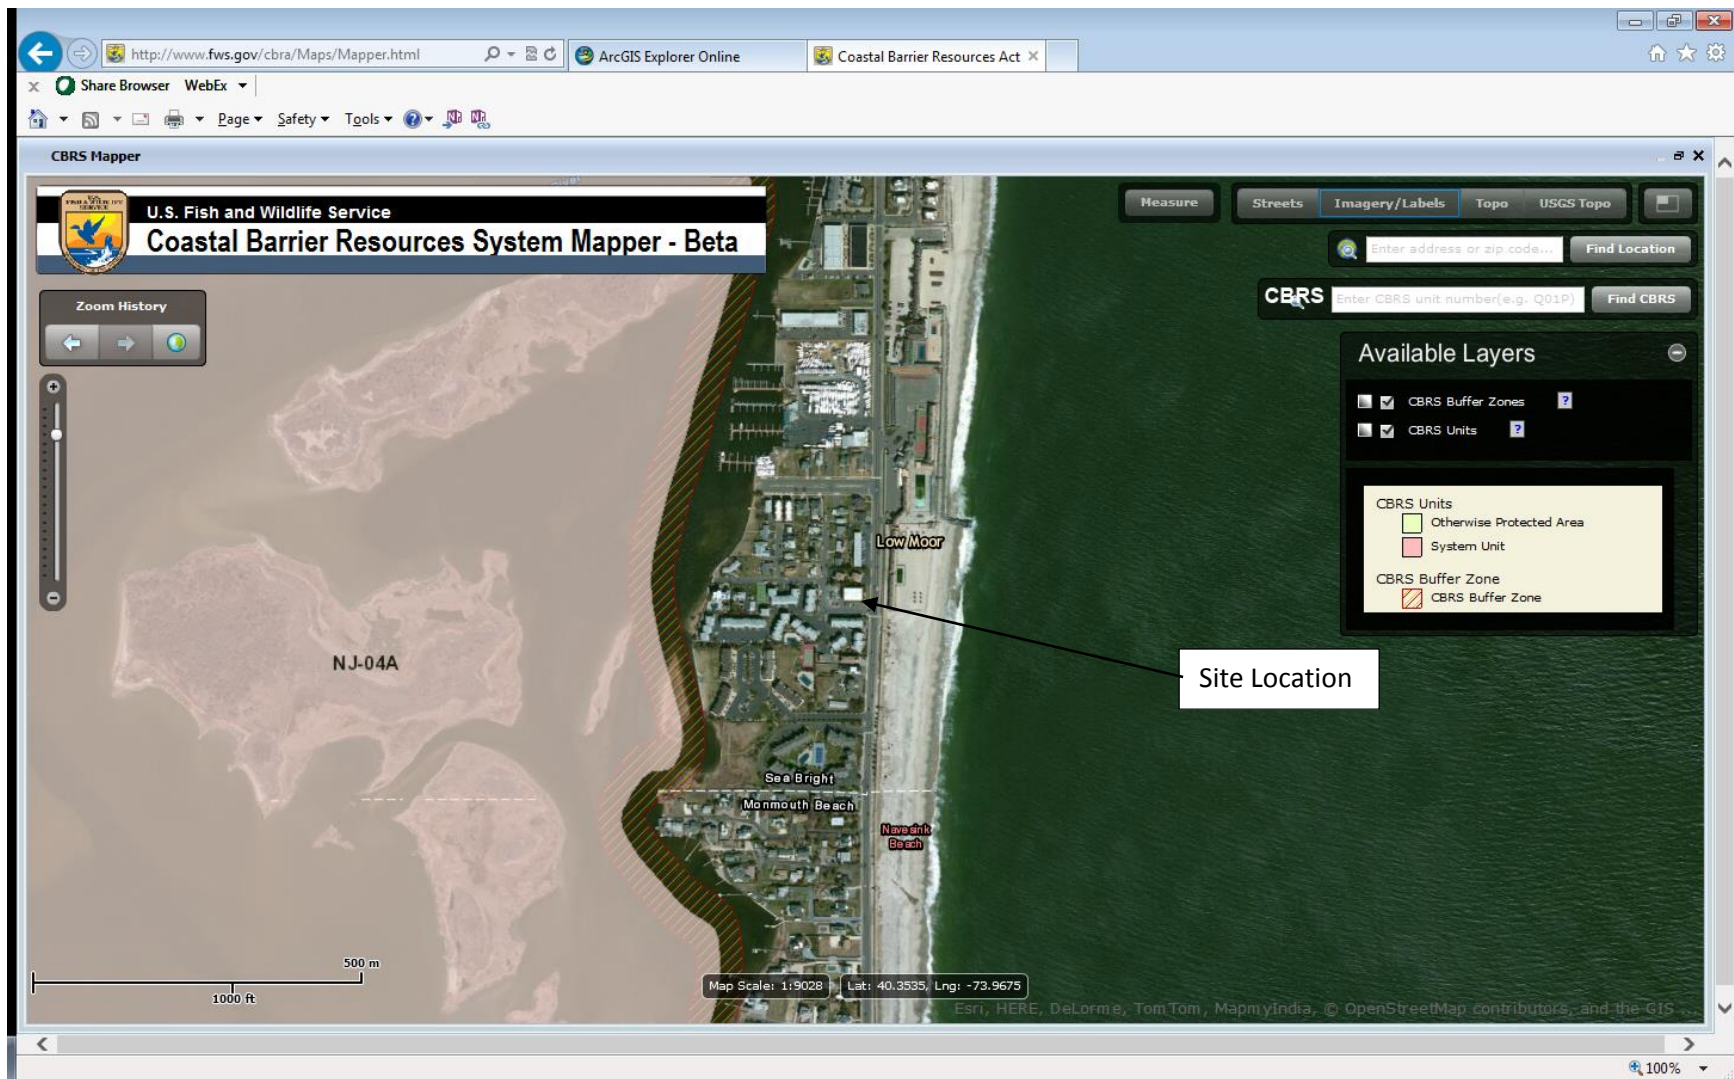 http://www.fws.gov/cbra/Maps/Mapper.html
ArcGIS Explorer Online
Coastal Barrier Resources Act
x Share Browser WebEx
Page Safety Tools
CBRS Mapper
U.S. Fish and Wildlife Service
Coastal Barrier Resources System Mapper - Beta
Measure
Streets Imagery/Labels Topo USGS Topo
Enter address or zip code... Find Location
CBRS Enter CBRS unit number(e.g. Q01P) Find CBRS
Zoom History
Available Layers
CBRS Buffer Zones ?
CBRS Units ?
CBRS Units
Otherwise Protected Area
System Unit
CBRS Buffer Zone
CBRS Buffer Zone
Low Moor
NJ-04A
Site Location
Sea Bright
Monmouth Beach
Navesink
Beach
500 m
1000 ft
Map Scale: 1:9028
Lat: 40.3535, Lng: -73.9675
Esri, HERE, DeLorme, TomTom, MapmyIndia, © OpenStreetMap contributors, and the GIS ...
100%